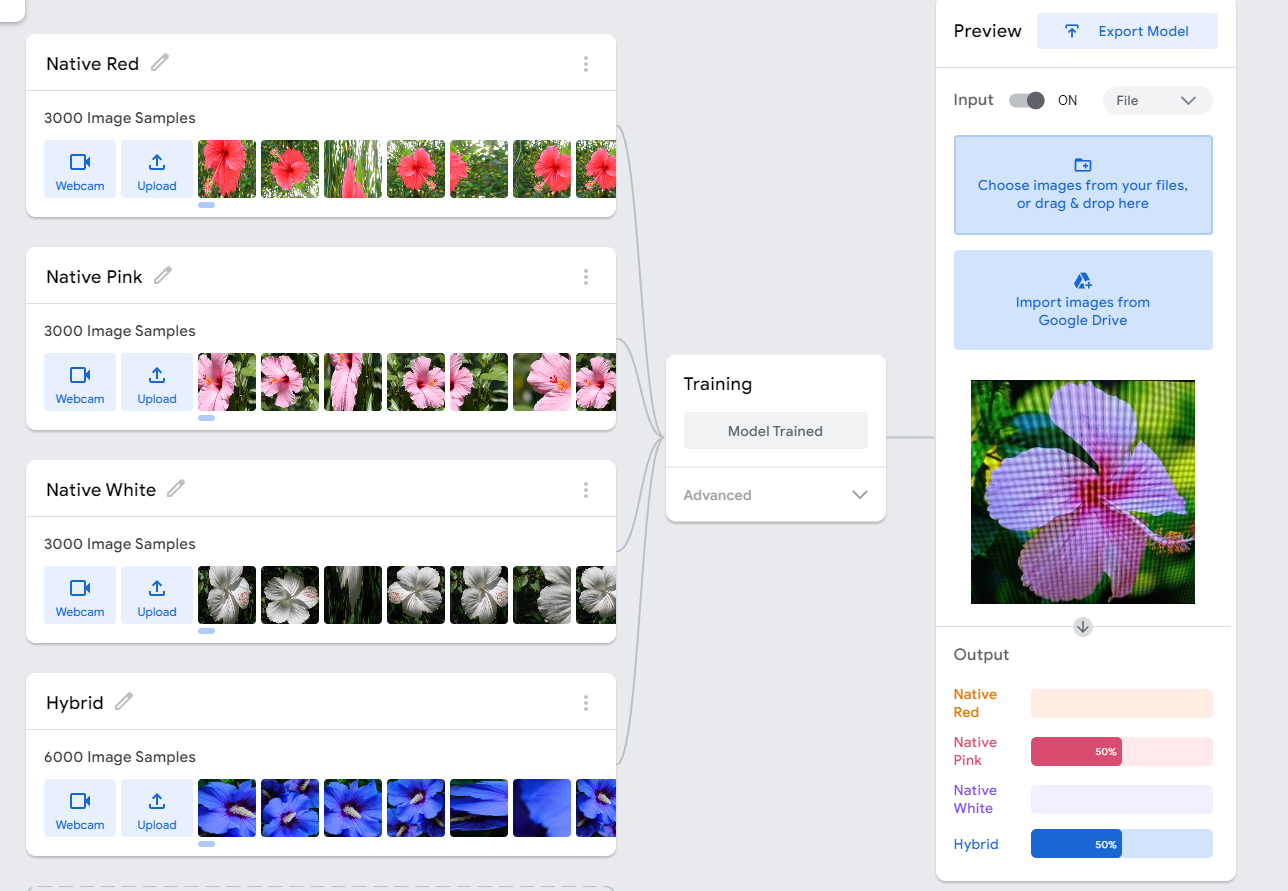 Native Red
3000 Image Samples
Webcam
Upload
Native Pink
3000 Image Samples
Webcam
Upload
Native White
3000 Image Samples
Webcam
Upload
Hybrid
6000 Image Samples
Webcam
Upload
Training
Model Trained
Advanced
Preview
Export Model
Input
ON
File
Choose images from your files,
or drag & drop here
Import images from
Google Drive
Output
Native
Red
Native
Pink
50%
Native
White
Hybrid
50%